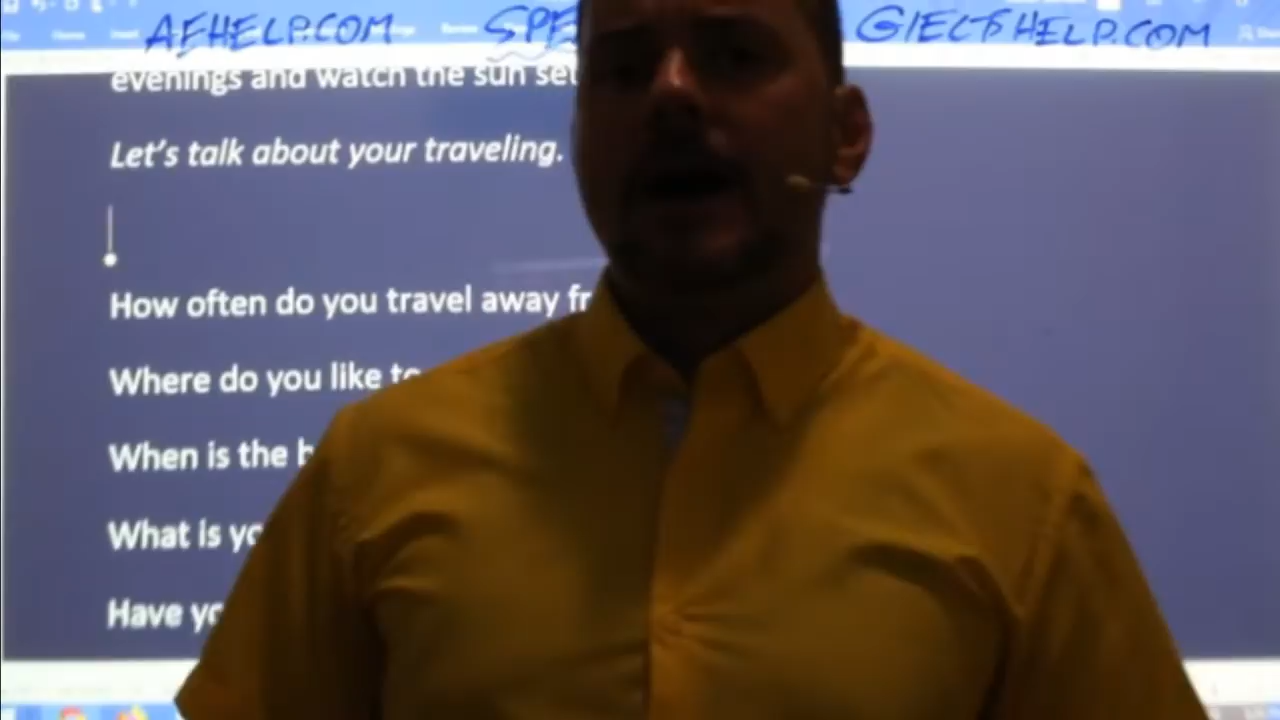 AEHELP.COM SPE GIELTSHELP.COM
evenings and watch the sun set
Let's talk about your traveling.
How often do you travel away fr
Where do you like to
When is the b
What is yo
Have yo